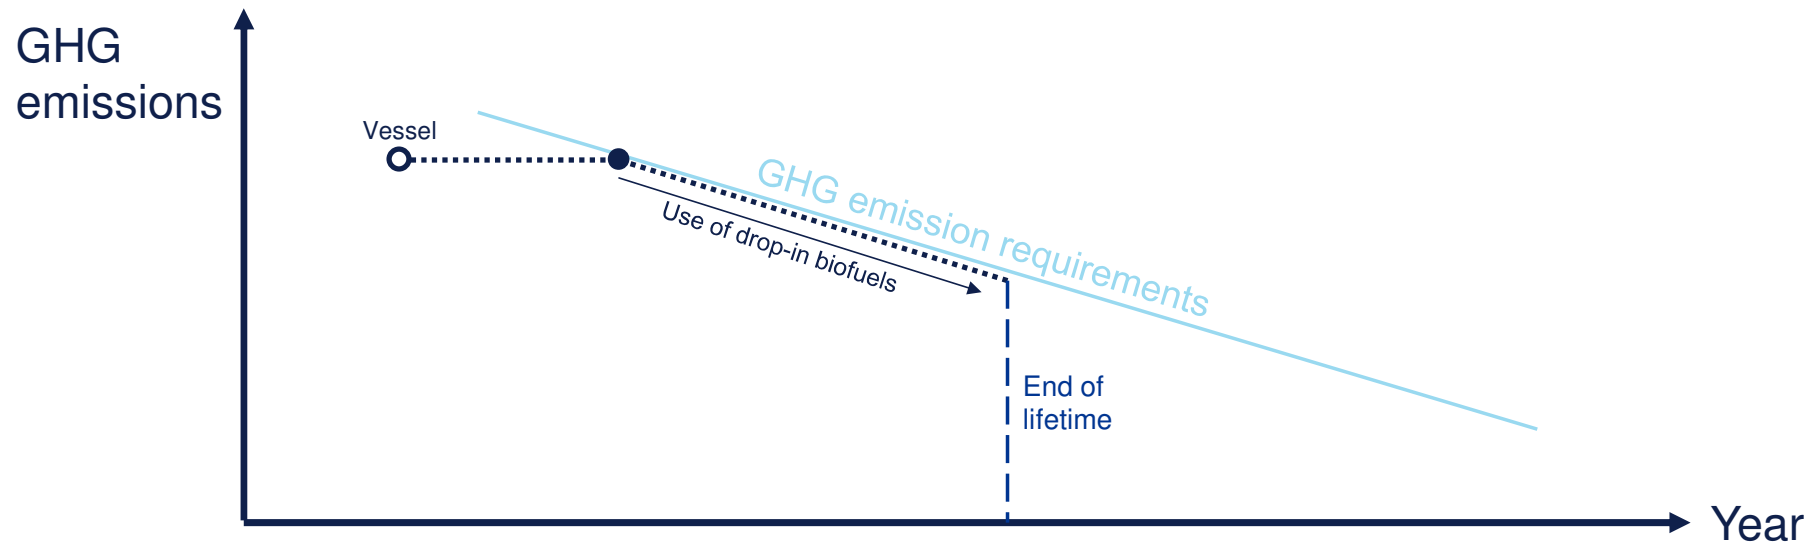 GHG
emissions
Vessel
GHG emission requirements
Use of drop-in biofuels
End of
lifetime
Year